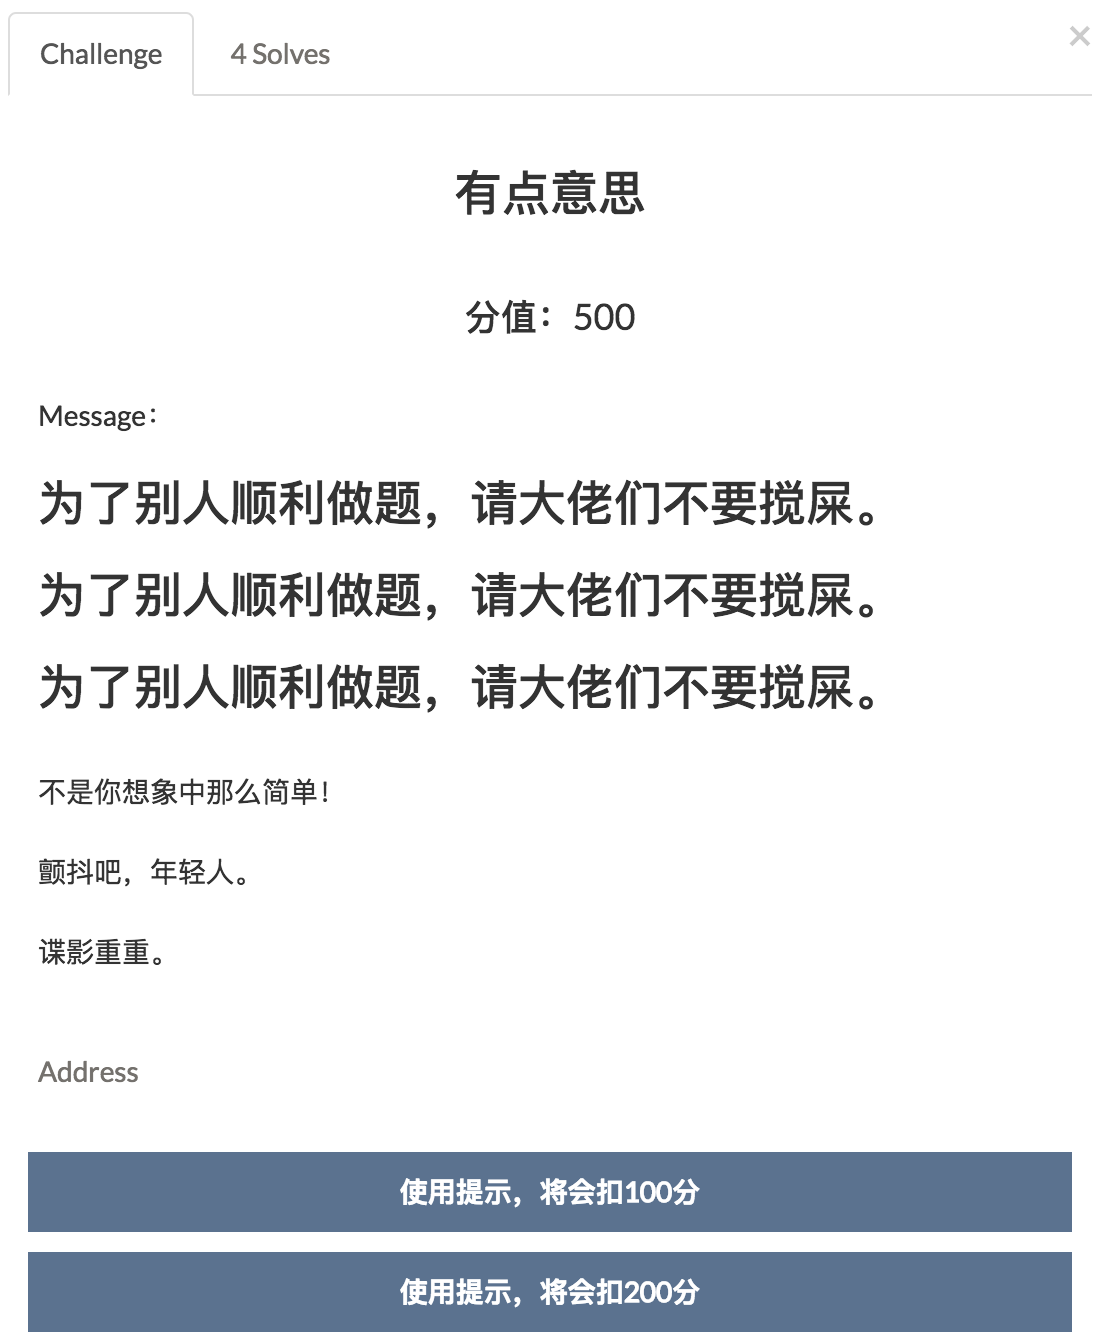 Challenge
4 Solves
×
有点意思
分值：500
Message：
为了别人顺利做题，请大佬们不要搅屎。
为了别人顺利做题，请大佬们不要搅屎。
为了别人顺利做题，请大佬们不要搅屎。
不是你想象中那么简单！
颤抖吧，年轻人。
谍影重重。
Address
使用提示，将会扣100分
使用提示，将会扣200分